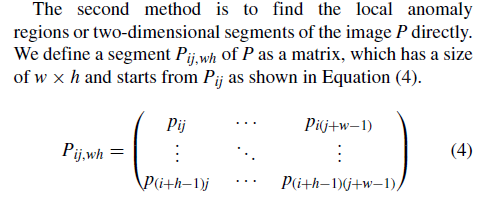 The second method is to find the local anomaly
regions or two-dimensional segments of the image P directly.
We define a segment P_{ij,wh} of P as a matrix, which has a size
of w × h and starts from P_{ij} as shown in Equation (4).
P_{ij,wh} = \begin{pmatrix} p_{ij} & \cdots & p_{i(j+w-1)} \\ \vdots & \ddots & \vdots \\ p_{(i+h-1)j} & \cdots & p_{(i+h-1)(j+w-1)} \end{pmatrix} (4)